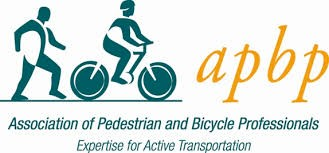 apbp
Association of Pedestrian and Bicycle Professionals
Expertise for Active Transportation